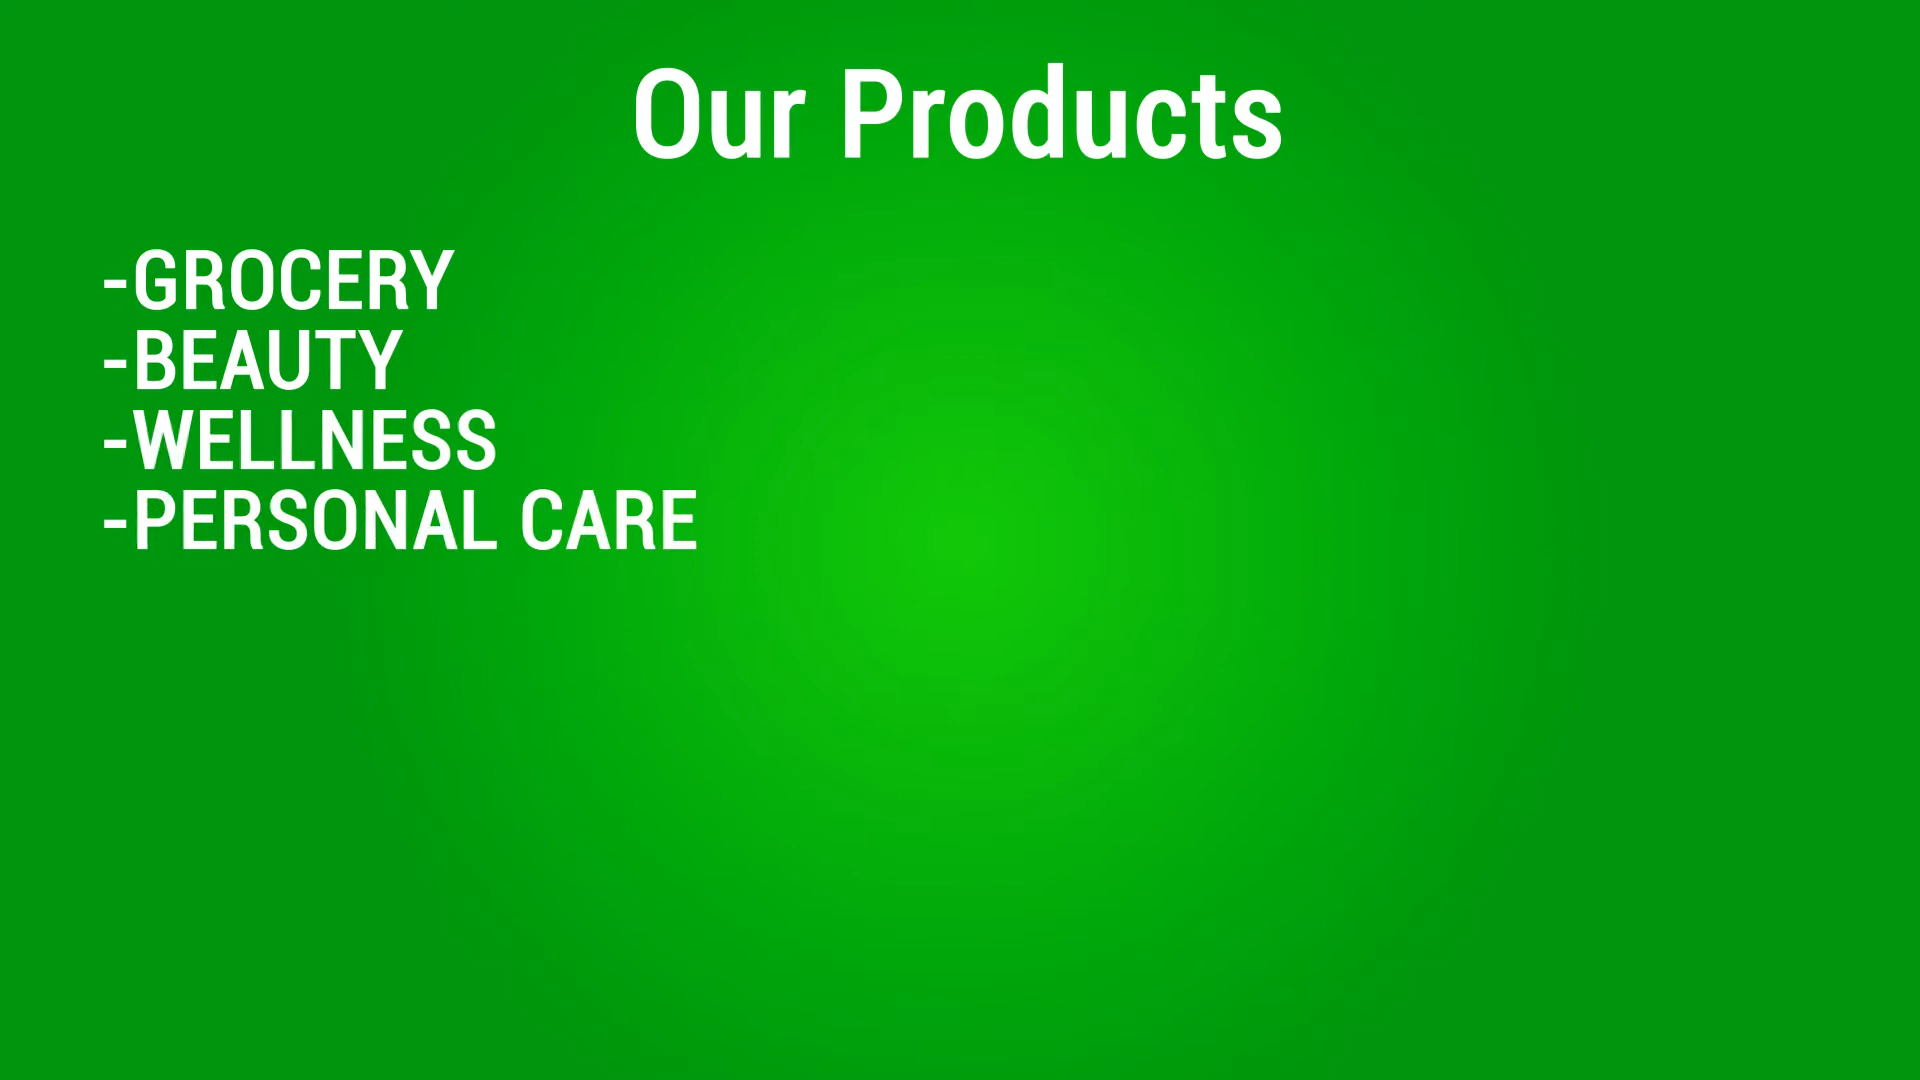 Our Products
-GROCERY
-BEAUTY
-WELLNESS
-PERSONAL CARE